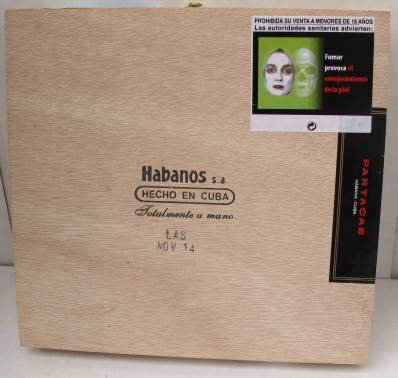 PROHIBIDA SU VENTA A MENORES DE 18 AÑOS
Las autoridades sanitarias advierten:
Fumar
provoca el
envejecimiento
de la piel
PARTAGAS
HABANA CUBA
Habanos s.a.
HECHO EN CUBA
Totalmente a mano
LAS
NOV 14